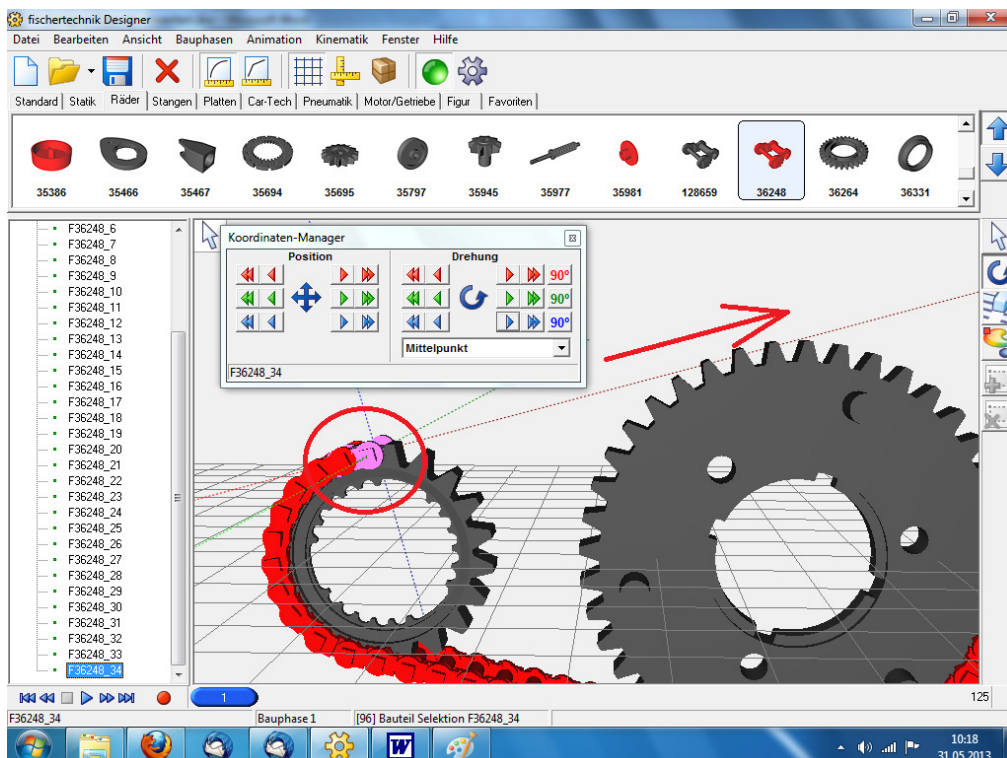 fischertechnik Designer
Datei Bearbeiten Ansicht Bauphasen Animation Kinematik Fenster Hilfe
Standard Statik Räder Stangen Platten Car-Tech Pneumatik Motor/Getriebe Figur Favoriten
35386 35466 35467 35694 35695 35797 35945 35977 35981 128659 36248 36264 36331
F36248_6
F36248_7
F36248_8
F36248_9
F36248_10
F36248_11
F36248_12
F36248_13
F36248_14
F36248_15
F36248_16
F36248_17
F36248_18
F36248_19
F36248_20
F36248_21
F36248_22
F36248_23
F36248_24
F36248_25
F36248_26
F36248_27
F36248_28
F36248_29
F36248_30
F36248_31
F36248_32
F36248_33
F36248_34
Koordinaten-Manager
Position Drehung
90°
90°
90°
Mittelpunkt
F36248_34
1 125
F36248_34 Bauphase 1 [96] Bauteil Selektion F36248_34
W 10:18
31.05.2013